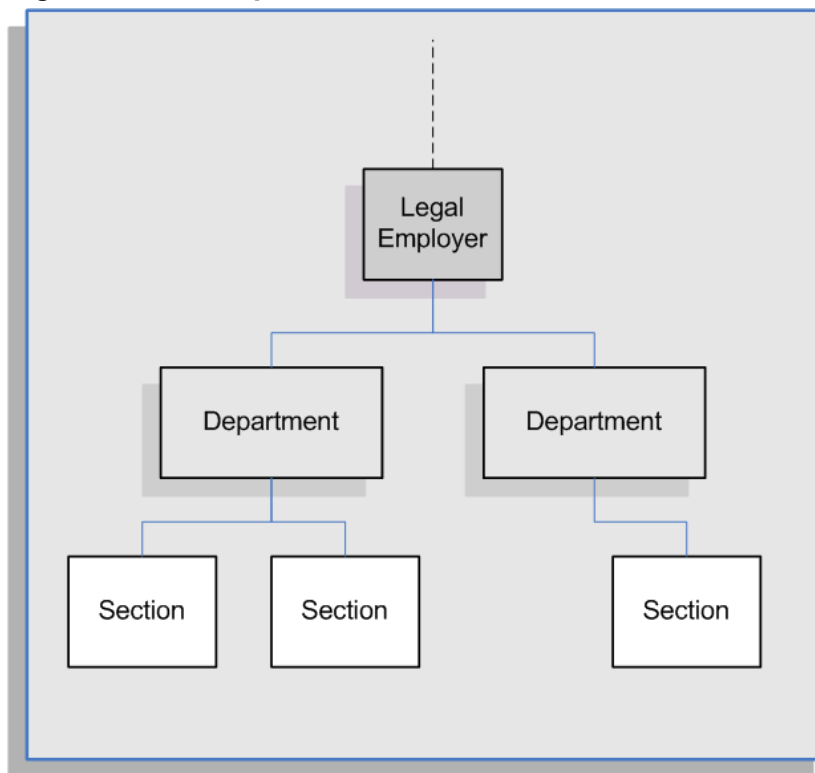 Legal
Employer
Department
Department
Section
Section
Section